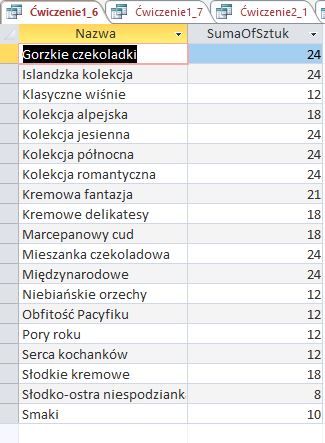 Ćwiczenie1_6 Ćwiczenie1_7 Ćwiczenie2_1
Nazwa SumaOfSztuk
Gorzkie czekoladki 24
Islandzka kolekcja 24
Klasyczne wiśnie 12
Kolekcja alpejska 18
Kolekcja jesienna 24
Kolekcja północna 24
Kolekcja romantyczna 24
Kremowa fantazja 21
Kremowe delikatesy 18
Marcepanowy cud 18
Mieszanka czekoladowa 24
Międzynarodowe 24
Niebiańskie orzechy 12
Obfitość Pacyfiku 12
Pory roku 12
Serca kochanków 12
Słodkie kremowe 18
Słodko-ostra niespodziank 8
Smaki 10